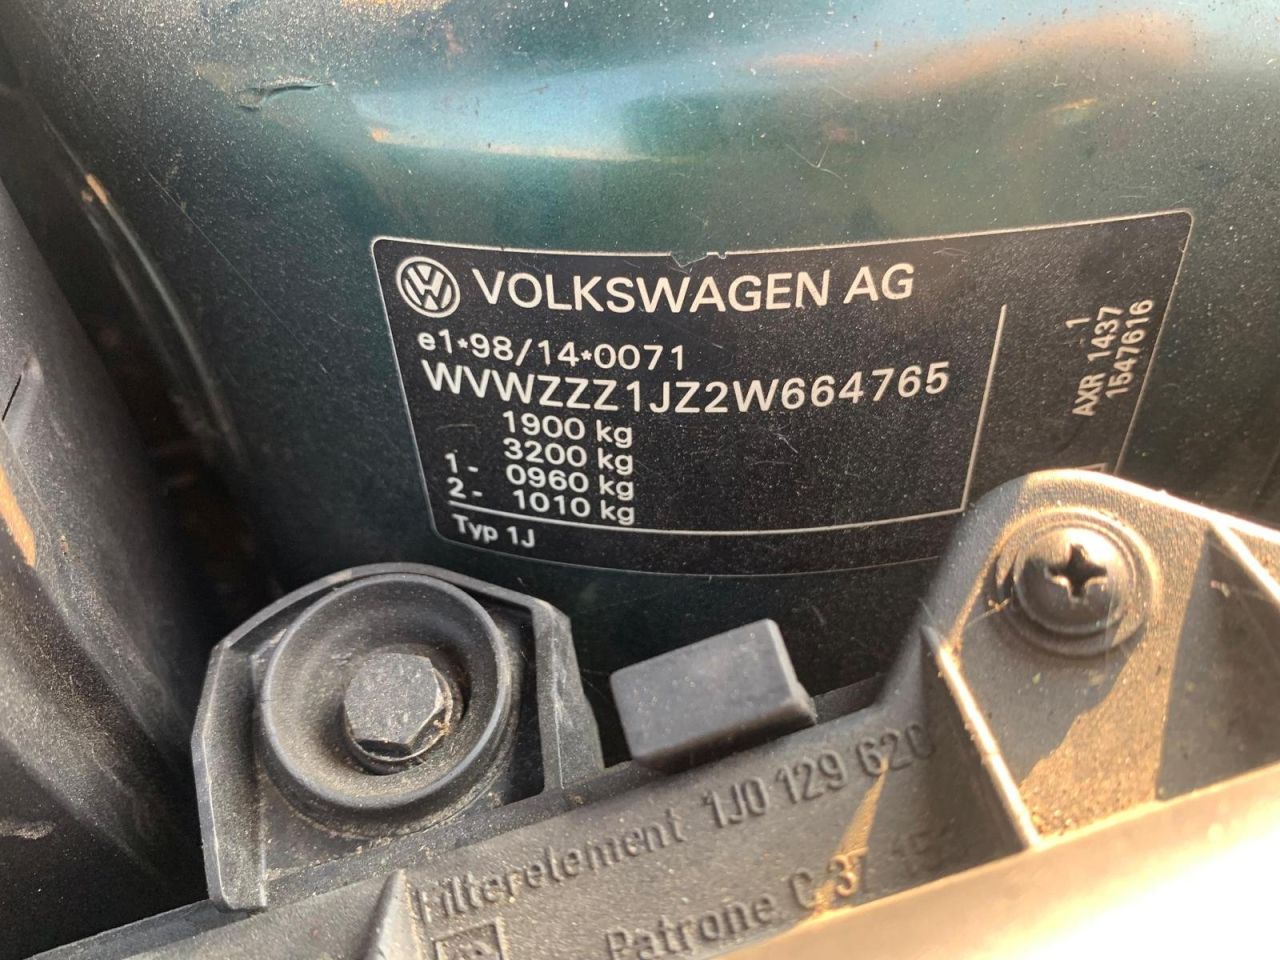 VOLKSWAGEN AG
e1*98/14*0071
WVWZZZ1JZ2W664765
1900 kg
3200 kg
1- 0960 kg
2- 1010 kg
Typ 1J
1
AXR 1437
1547616
Filterelement 1J0 129 620
Patrone C 37